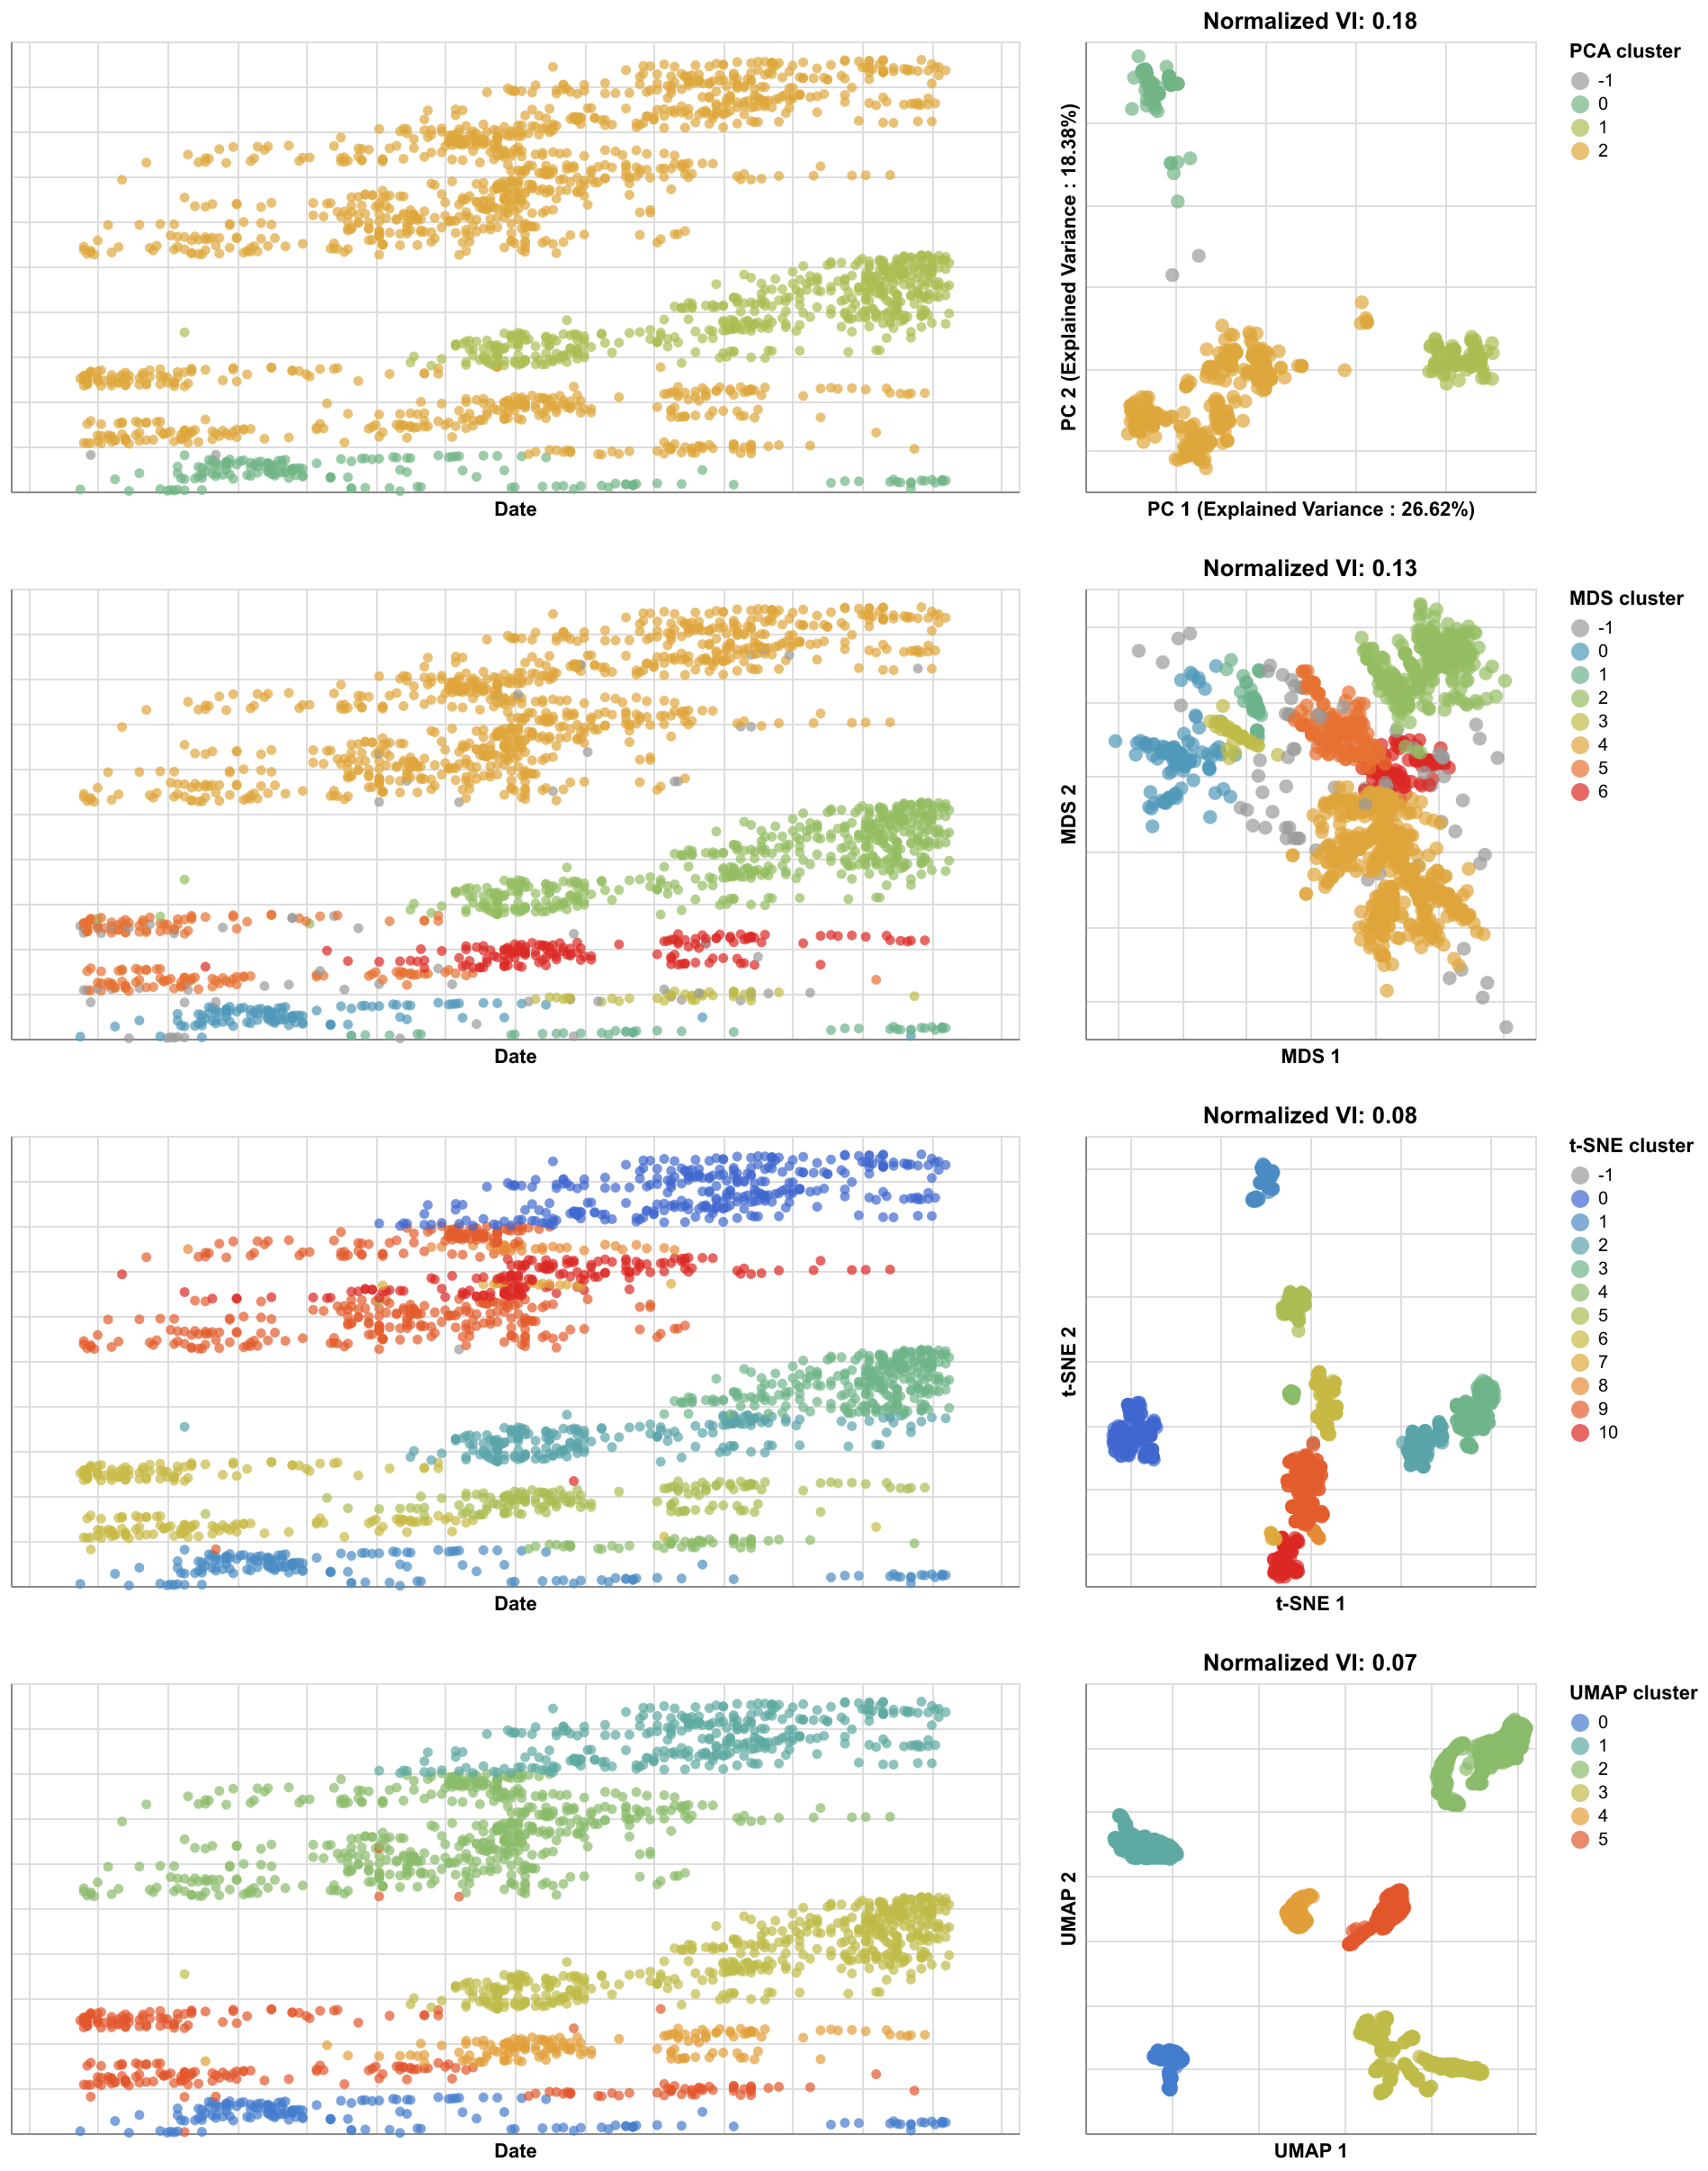 Normalized VI: 0.18
PC 2 (Explained Variance : 18.38%)
PC 1 (Explained Variance : 26.62%)
Date
PCA cluster
-1
0
1
2
Normalized VI: 0.13
MDS 2
MDS 1
Date
MDS cluster
-1
0
1
2
3
4
5
6
Normalized VI: 0.08
t-SNE 2
t-SNE 1
Date
t-SNE cluster
-1
0
1
2
3
4
5
6
7
8
9
10
Normalized VI: 0.07
UMAP 2
UMAP 1
Date
UMAP cluster
0
1
2
3
4
5